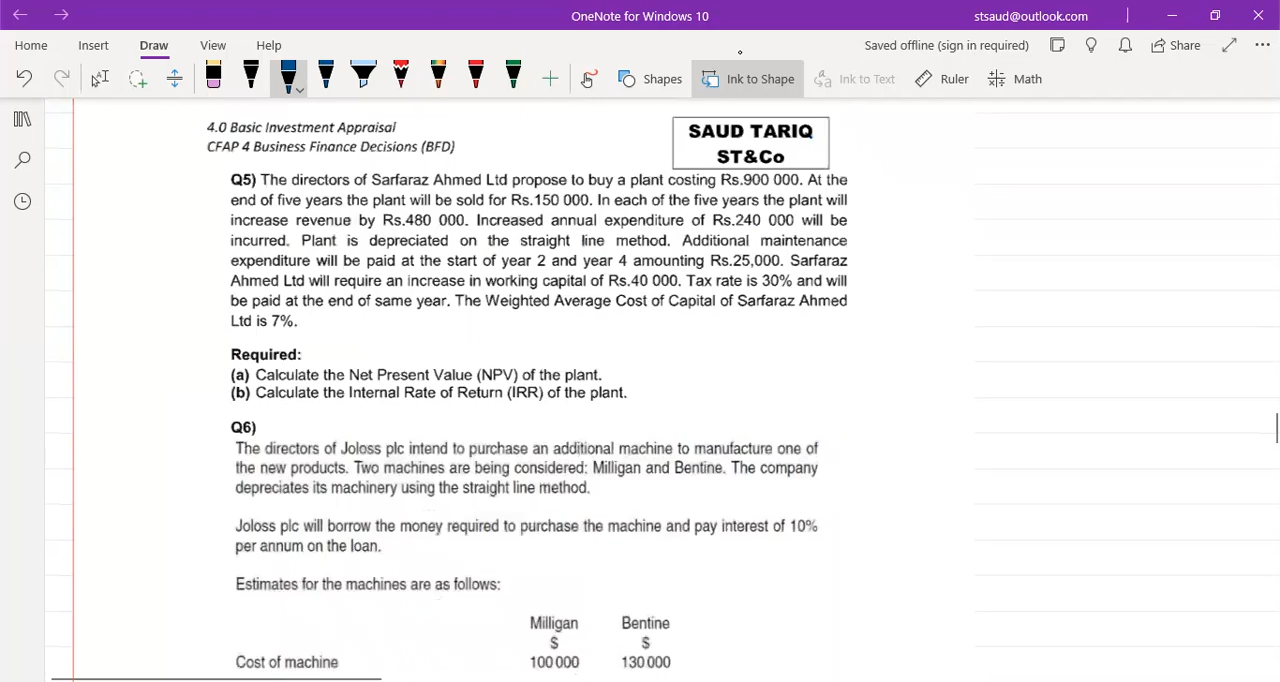 OneNote for Windows 10
stsaud@outlook.com
Home Insert Draw View Help
Saved offline (sign in required)
Share
Shapes
Ink to Shape
Ink to Text
Ruler
Math
4.0 Basic Investment Appraisal
CFAP 4 Business Finance Decisions (BFD)
SAUD TARIQ
ST&Co
Q5) The directors of Sarfaraz Ahmed Ltd propose to buy a plant costing Rs.900 000. At the
end of five years the plant will be sold for Rs.150 000. In each of the five years the plant will
increase revenue by Rs.480 000. Increased annual expenditure of Rs.240 000 will be
incurred. Plant is depreciated on the straight line method. Additional maintenance
expenditure will be paid at the start of year 2 and year 4 amounting Rs.25,000. Sarfaraz
Ahmed Ltd will require an increase in working capital of Rs.40 000. Tax rate is 30% and will
be paid at the end of same year. The Weighted Average Cost of Capital of Sarfaraz Ahmed
Ltd is 7%.
Required:
(a) Calculate the Net Present Value (NPV) of the plant.
(b) Calculate the Internal Rate of Return (IRR) of the plant.
Q6)
The directors of Joloss plc intend to purchase an additional machine to manufacture one of
the new products. Two machines are being considered: Milligan and Bentine. The company
depreciates its machinery using the straight line method.
Joloss plc will borrow the money required to purchase the machine and pay interest of 10%
per annum on the loan.
Estimates for the machines are as follows:
Milligan Bentine
$ $
Cost of machine 100 000 130 000